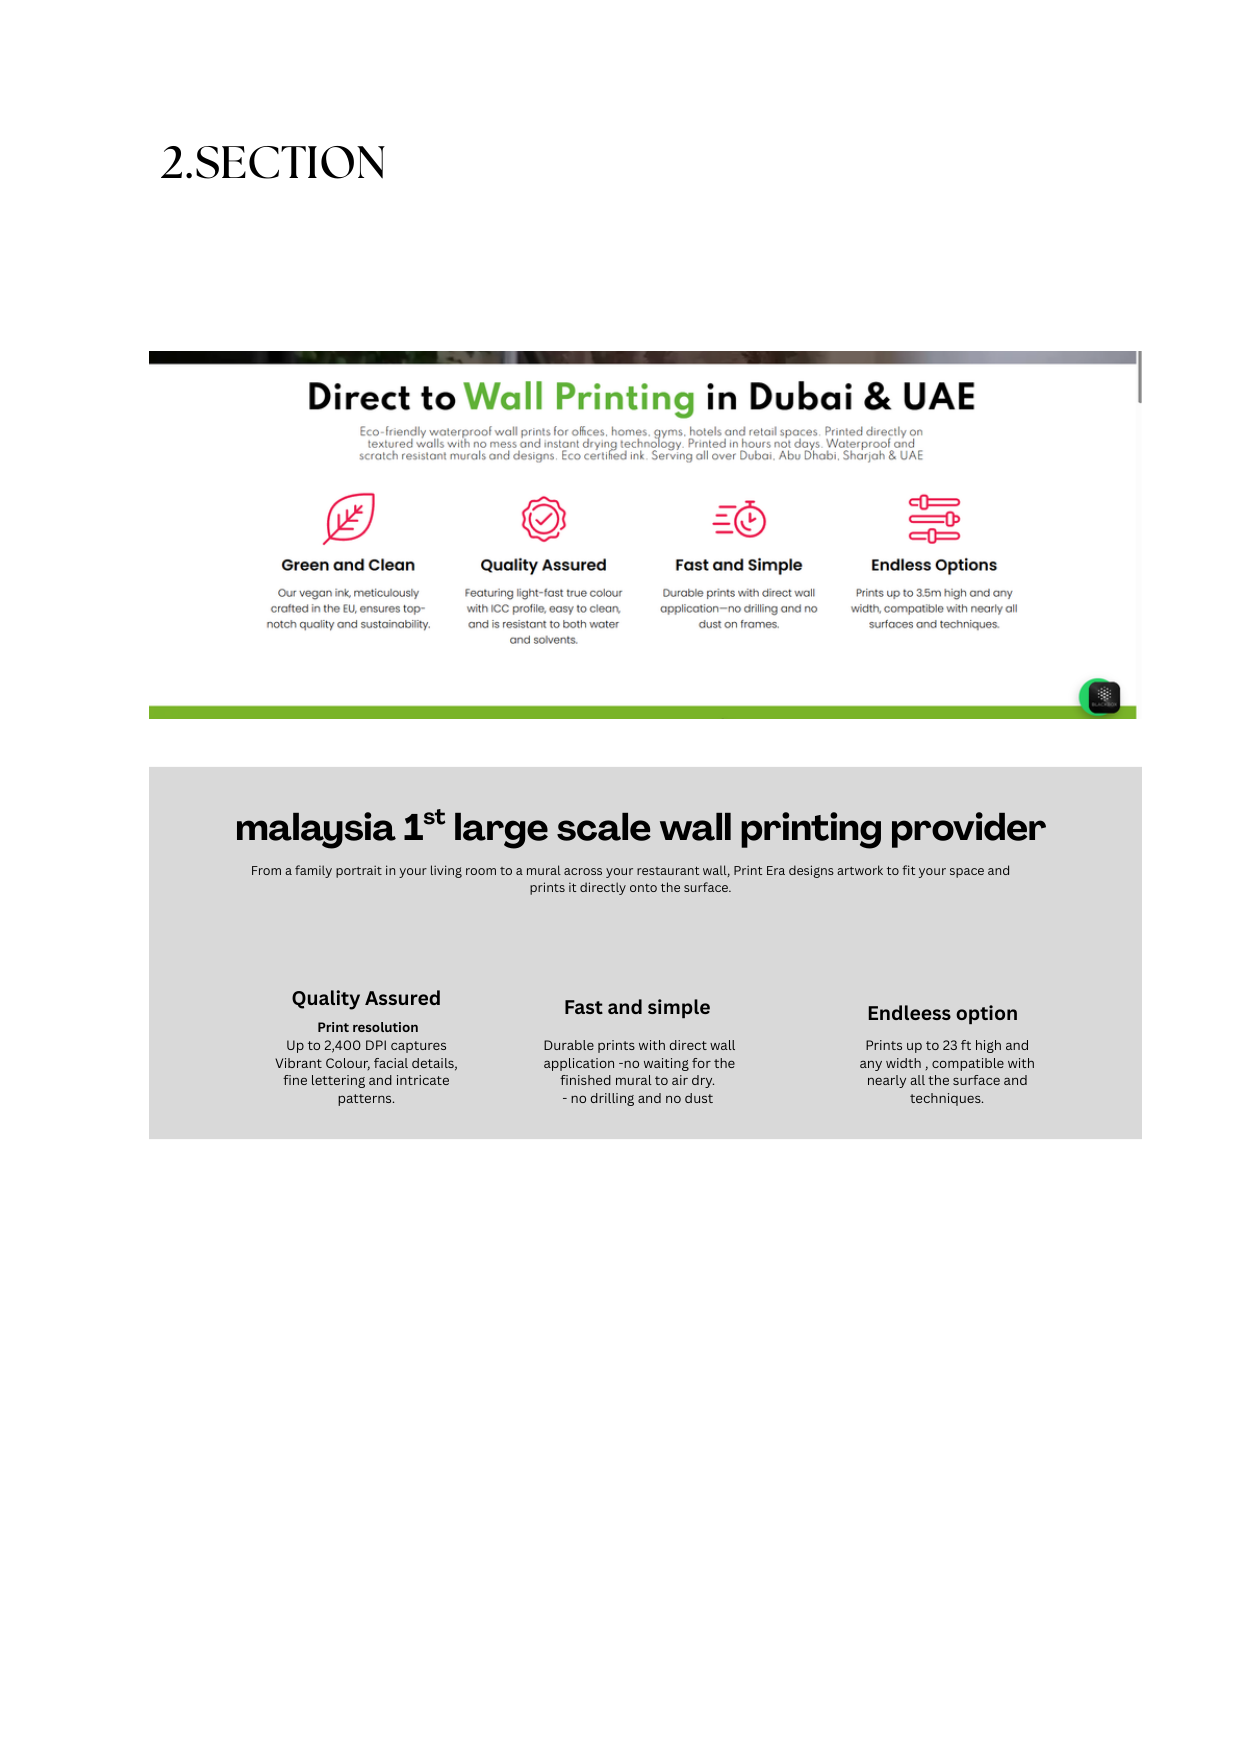 2.SECTION
Direct to Wall Printing in Dubai & UAE
Eco-friendly waterproof wall prints for offices, homes, gyms, hotels and retail spaces. Printed directly on
textured walls with no mess and instant drying technology. Printed in hours not days. Waterproof and
scratch resistant murals and designs. Eco certified ink. Serving all over Dubai, Abu Dhabi, Sharjah & UAE
Green and Clean
Our vegan ink, meticulously
crafted in the EU, ensures top-
notch quality and sustainability.
Quality Assured
Featuring light-fast true colour
with ICC profile, easy to clean,
and is resistant to both water
and solvents.
Fast and Simple
Durable prints with direct wall
application—no drilling and no
dust on frames.
Endless Options
Prints up to 3.5m high and any
width, compatible with nearly all
surfaces and techniques.
malaysia 1st large scale wall printing provider
From a family portrait in your living room to a mural across your restaurant wall, Print Era designs artwork to fit your space and
prints it directly onto the surface.
Quality Assured
Print resolution
Up to 2,400 DPI captures
Vibrant Colour, facial details,
fine lettering and intricate
patterns.
Fast and simple
Durable prints with direct wall
application -no waiting for the
finished mural to air dry.
- no drilling and no dust
Endleess option
Prints up to 23 ft high and
any width , compatible with
nearly all the surface and
techniques.